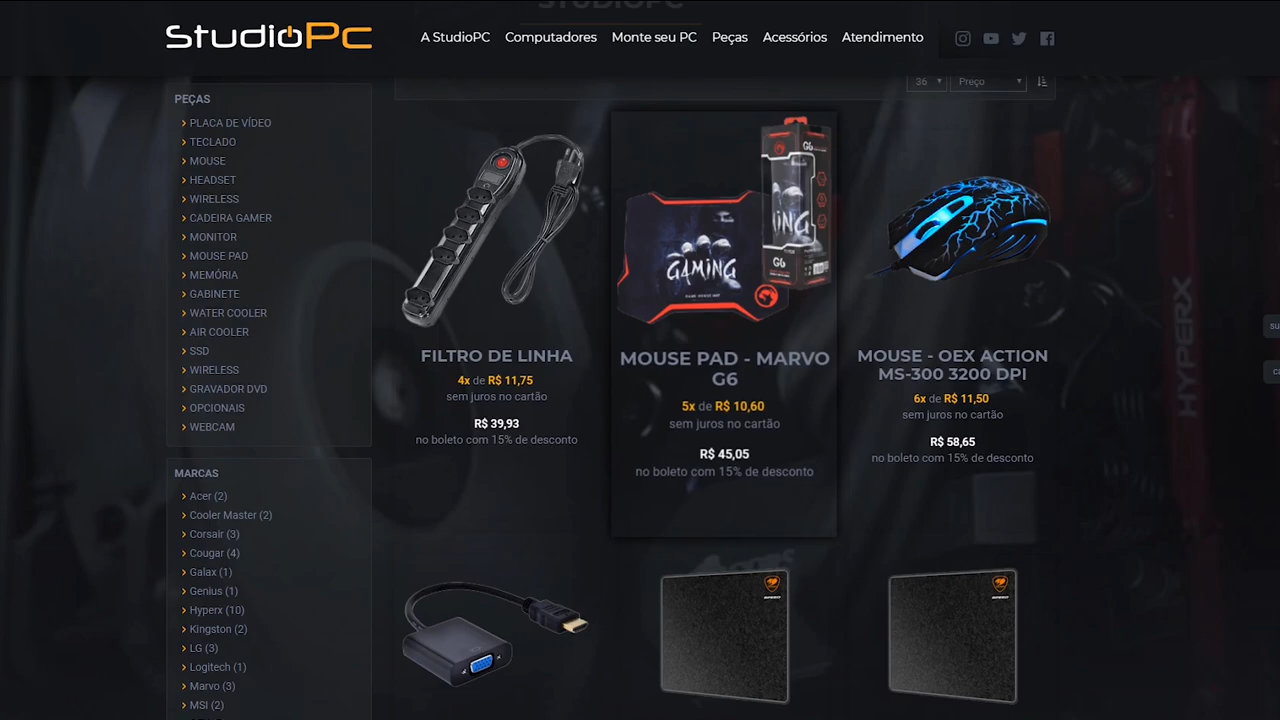 STUDIOPC
StudioPc
A StudioPC
Computadores
Monte seu PC
Peças
Acessórios
Atendimento
36
Preço
PEÇAS
PLACA DE VÍDEO
TECLADO
MOUSE
HEADSET
WIRELESS
CADEIRA GAMER
MONITOR
MOUSE PAD
MEMÓRIA
GABINETE
WATER COOLER
AIR COOLER
SSD
WIRELESS
GRAVADOR DVD
OPCIONAIS
WEBCAM
MARCAS
Acer (2)
Cooler Master (2)
Corsair (3)
Cougar (4)
Galax (1)
Genius (1)
Hyperx (10)
Kingston (2)
LG (3)
Logitech (1)
Marvo (3)
MSI (2)
FILTRO DE LINHA
4x de R$ 11,75
sem juros no cartão
R$ 39,93
no boleto com 15% de desconto
G6
GAMING
G6
MOUSE PAD - MARVO
G6
5x de R$ 10,60
sem juros no cartão
R$ 45,05
no boleto com 15% de desconto
MOUSE - OEX ACTION
MS-300 3200 DPI
6x de R$ 11,50
sem juros no cartão
R$ 58,65
no boleto com 15% de desconto
HYPERX
SPEED
SPEED